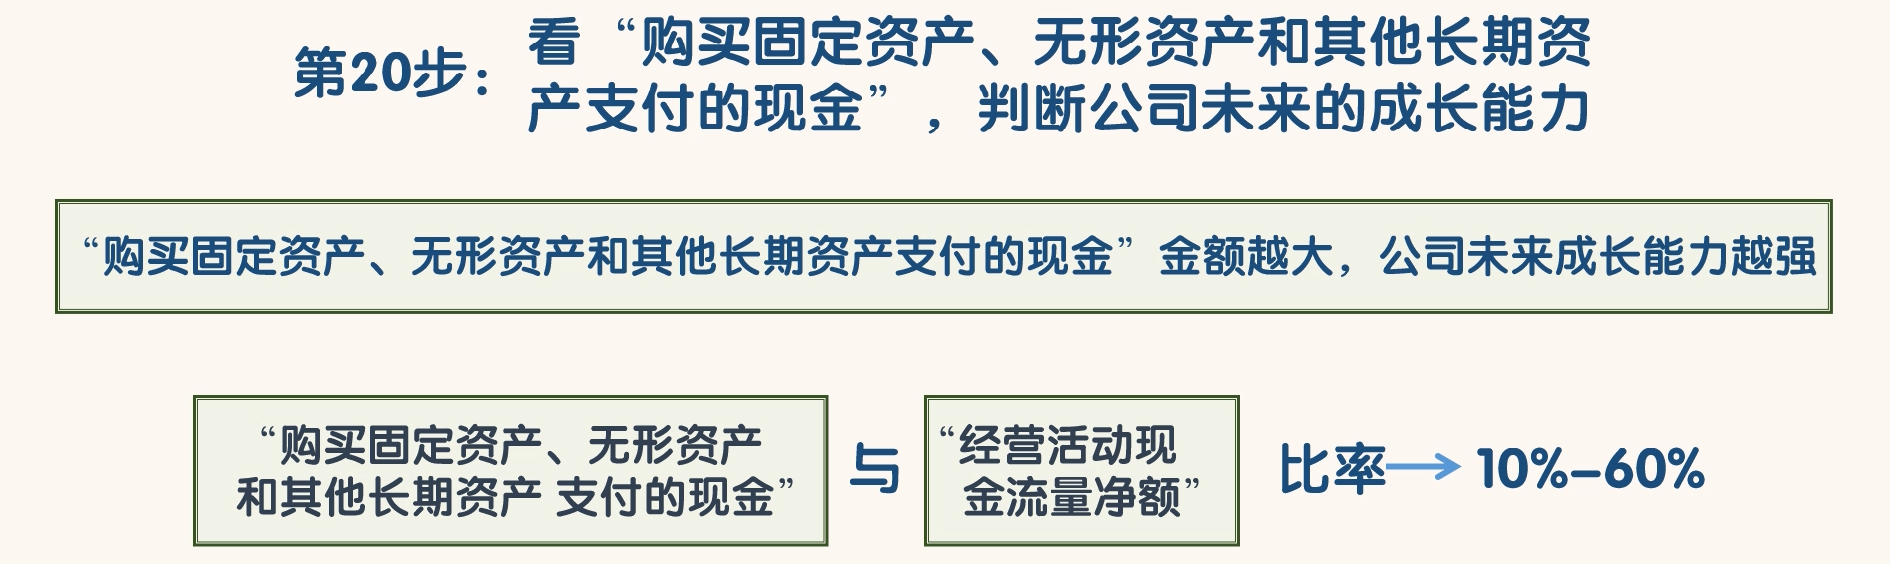 第20步：
看“购买固定资产、无形资产和其他长期资
产支付的现金”，判断公司未来的成长能力
“购买固定资产、无形资产和其他长期资产支付的现金”金额越大，公司未来成长能力越强
“购买固定资产、无形资产
和其他长期资产 支付的现金”
与
“经营活动现
金流量净额”
比率
10%–60%